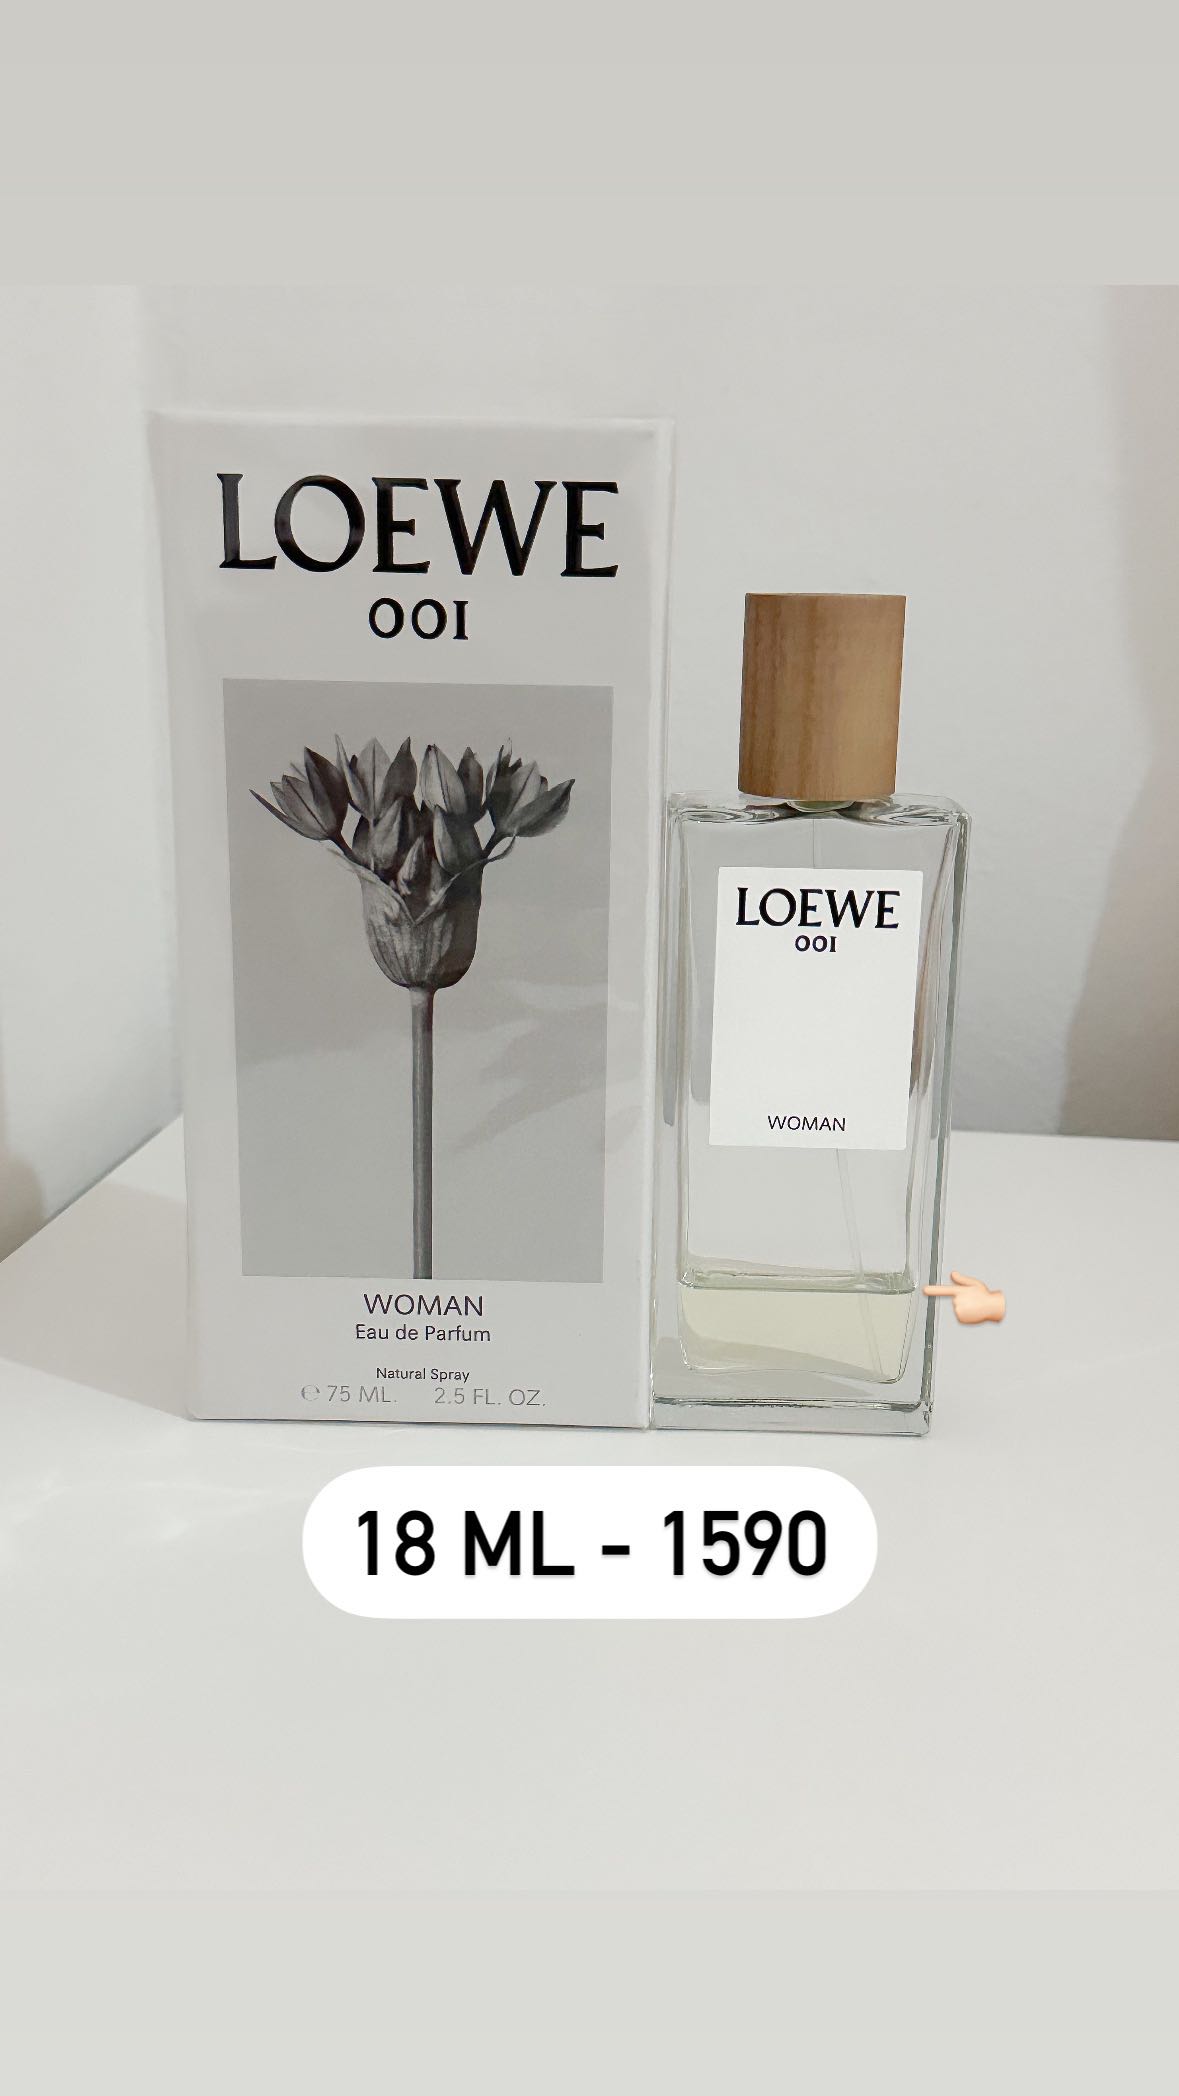 LOEWE
001
WOMAN
Eau de Parfum
Natural Spray
℮ 75 ML. 2.5 FL. OZ.
LOEWE
001
WOMAN
18 ML - 1590